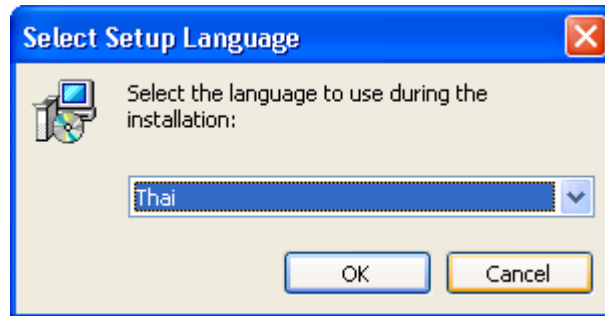 Select Setup Language
Select the language to use during the
installation:
Thai
OK
Cancel